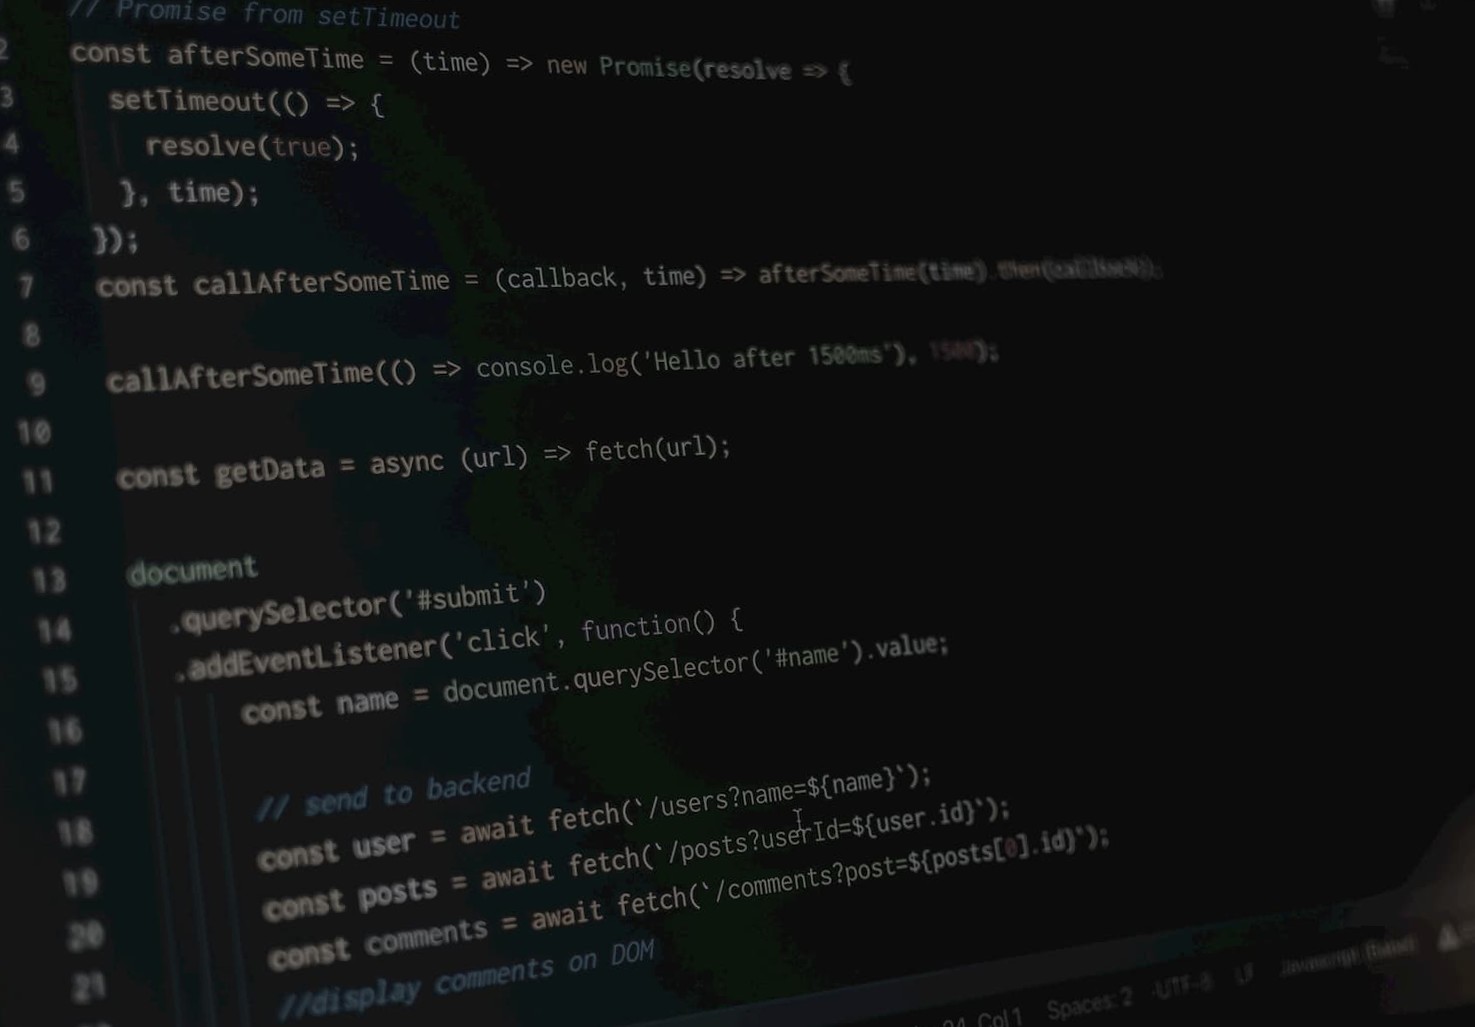 // Promise from setTimeout
2 const afterSomeTime = (time) => new Promise(resolve => {
3 setTimeout(() => {
4 resolve(true);
5 }, time);
6 });
7 const callAfterSomeTime = (callback, time) => afterSomeTime(time).then(callback);
8
9 callAfterSomeTime(() => console.log('Hello after 1500ms'), 1500);
10
11 const getData = async (url) => fetch(url);
12
13 document
14 .querySelector('#submit')
15 .addEventListener('click', function() {
16 const name = document.querySelector('#name').value;
17
18 // send to backend
19 const user = await fetch(`/users?name=${name}`);
20 const posts = await fetch(`/posts?userId=${user.id}`);
21 const comments = await fetch(`/comments?post=${posts[0].id}`);
//display comments on DOM
Col 1 Spaces: 2 UTF-8 LF